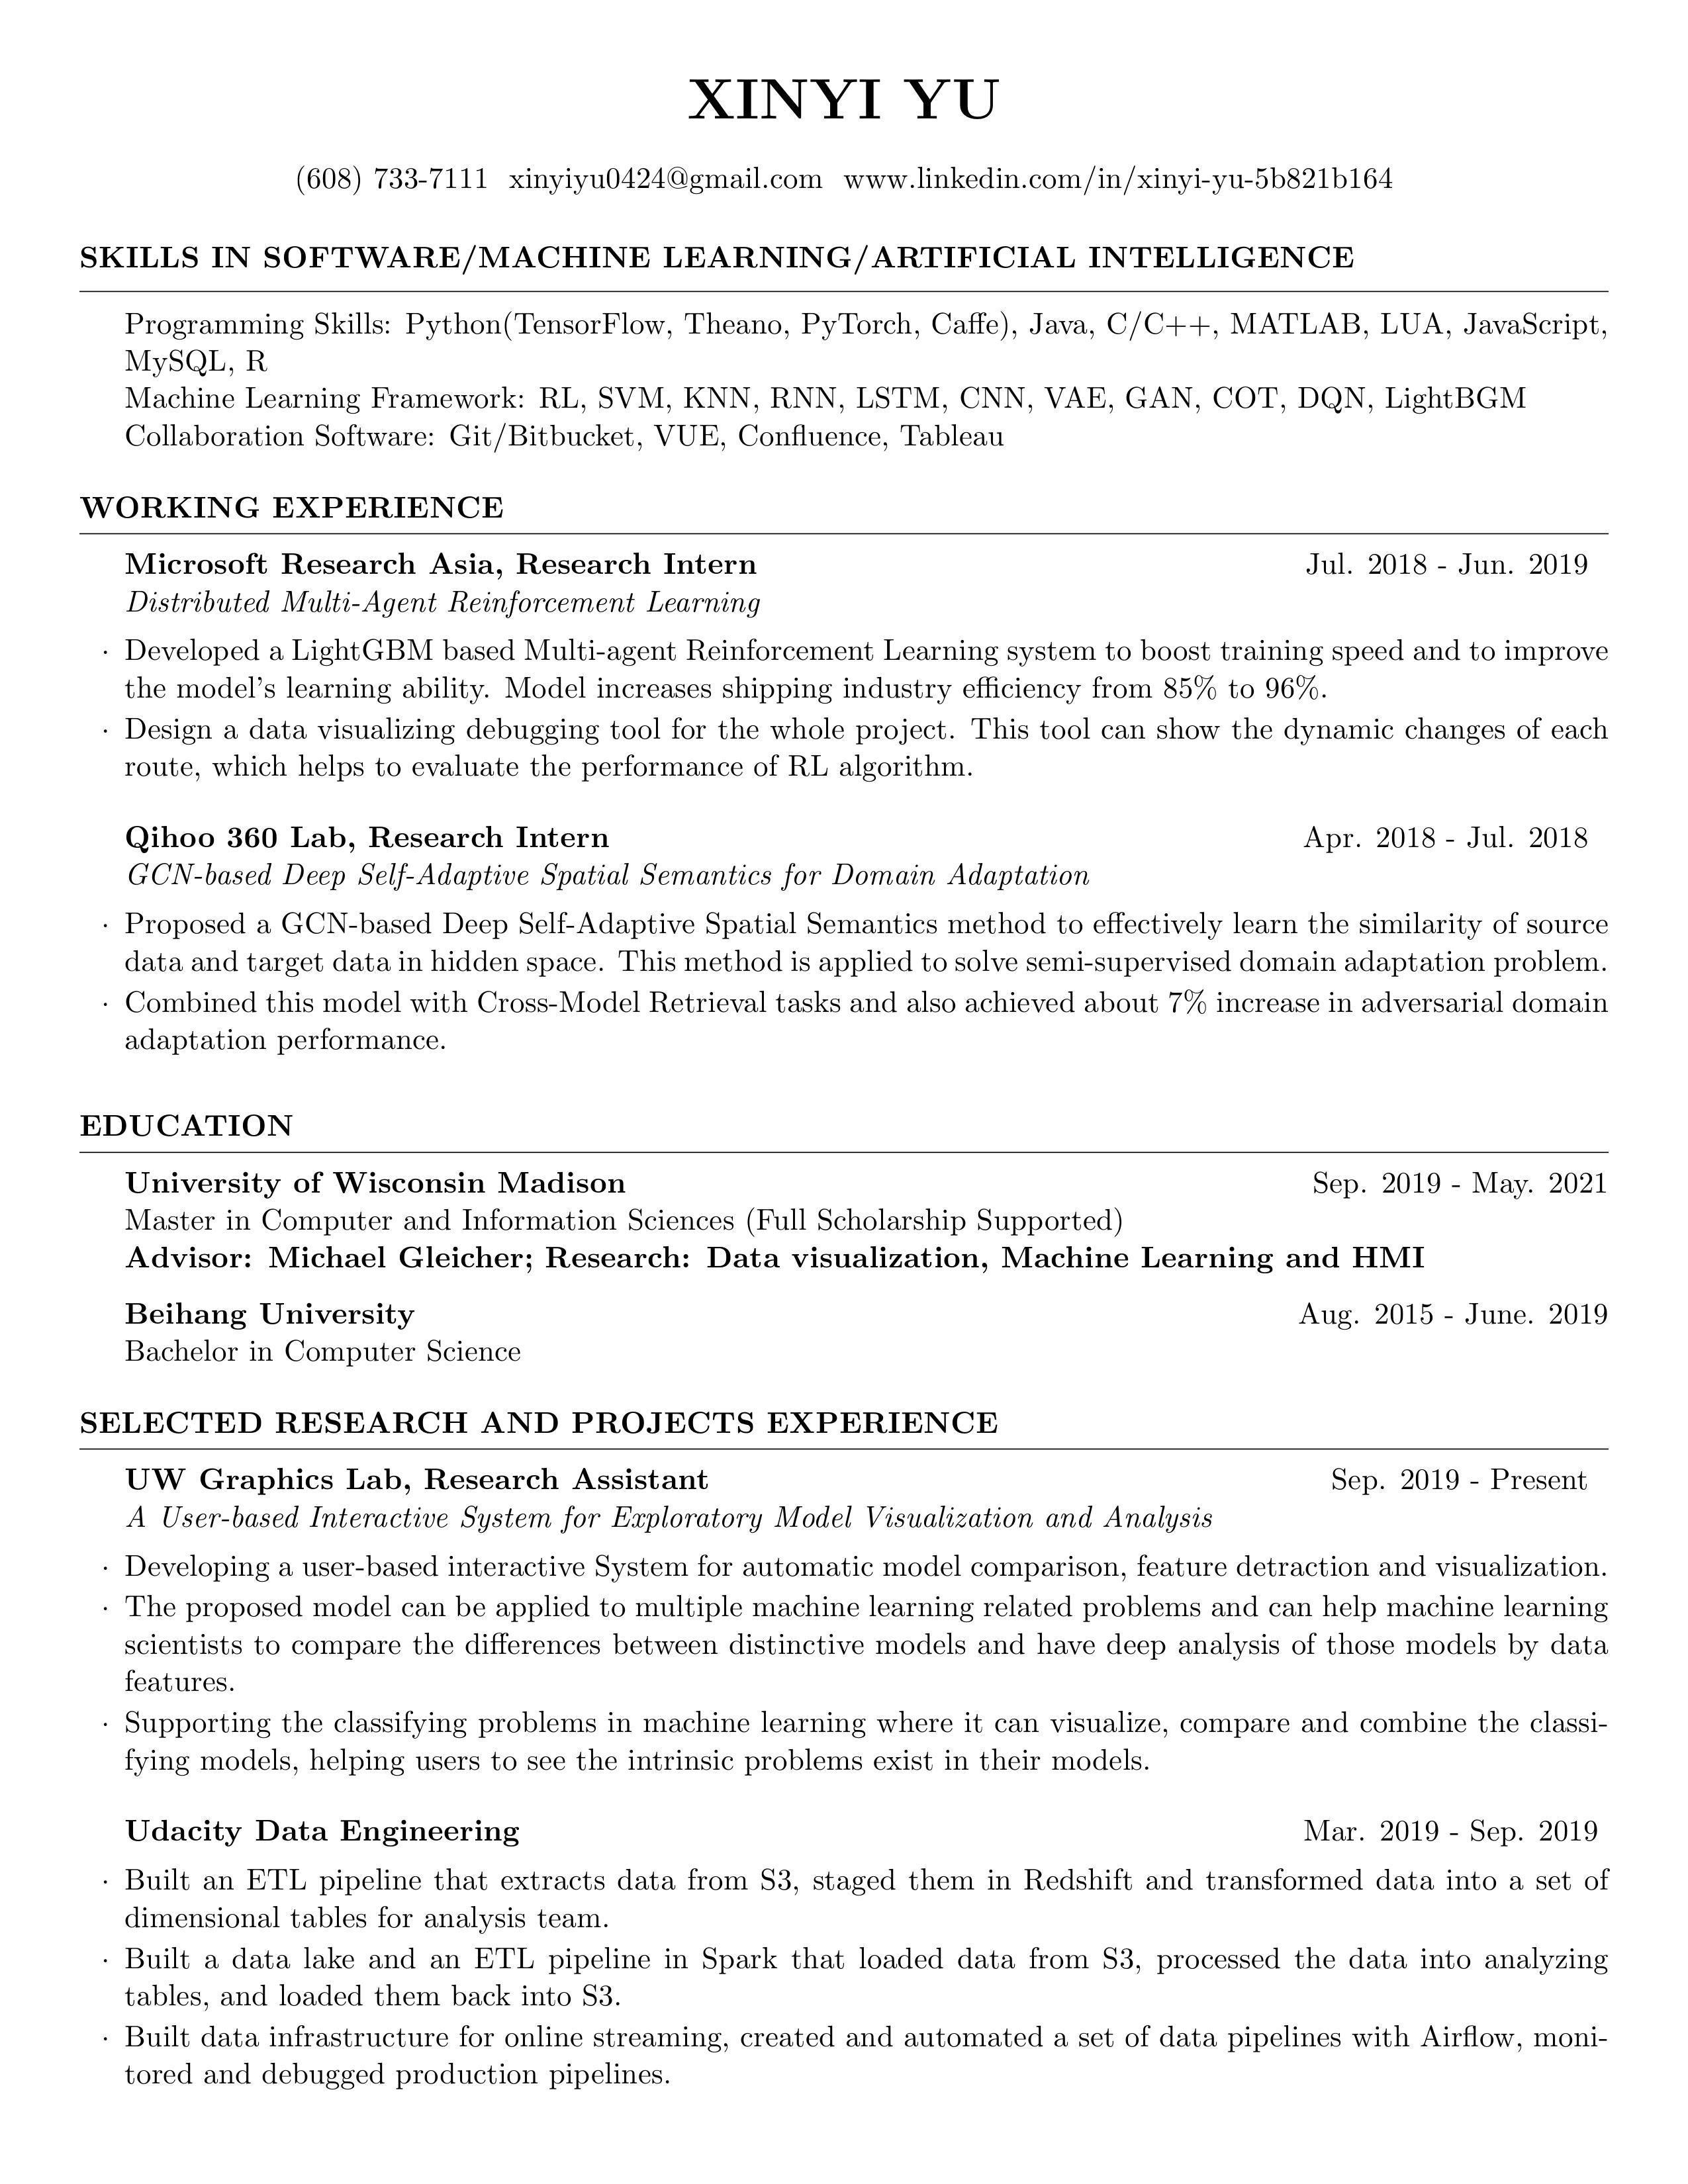 XINYI YU
(608) 733-7111 xinyiyu0424@gmail.com www.linkedin.com/in/xinyi-yu-5b821b164
SKILLS IN SOFTWARE/MACHINE LEARNING/ARTIFICIAL INTELLIGENCE
Programming Skills: Python(TensorFlow, Theano, PyTorch, Caffe), Java, C/C++, MATLAB, LUA, JavaScript,
MySQL, R
Machine Learning Framework: RL, SVM, KNN, RNN, LSTM, CNN, VAE, GAN, COT, DQN, LightBGM
Collaboration Software: Git/Bitbucket, VUE, Confluence, Tableau
WORKING EXPERIENCE
Microsoft Research Asia, Research Intern Jul. 2018 - Jun. 2019
Distributed Multi-Agent Reinforcement Learning
· Developed a LightGBM based Multi-agent Reinforcement Learning system to boost training speed and to improve
the model's learning ability. Model increases shipping industry efficiency from 85% to 96%.
· Design a data visualizing debugging tool for the whole project. This tool can show the dynamic changes of each
route, which helps to evaluate the performance of RL algorithm.
Qihoo 360 Lab, Research Intern Apr. 2018 - Jul. 2018
GCN-based Deep Self-Adaptive Spatial Semantics for Domain Adaptation
· Proposed a GCN-based Deep Self-Adaptive Spatial Semantics method to effectively learn the similarity of source
data and target data in hidden space. This method is applied to solve semi-supervised domain adaptation problem.
· Combined this model with Cross-Model Retrieval tasks and also achieved about 7% increase in adversarial domain
adaptation performance.
EDUCATION
University of Wisconsin Madison Sep. 2019 - May. 2021
Master in Computer and Information Sciences (Full Scholarship Supported)
Advisor: Michael Gleicher; Research: Data visualization, Machine Learning and HMI
Beihang University Aug. 2015 - June. 2019
Bachelor in Computer Science
SELECTED RESEARCH AND PROJECTS EXPERIENCE
UW Graphics Lab, Research Assistant Sep. 2019 - Present
A User-based Interactive System for Exploratory Model Visualization and Analysis
· Developing a user-based interactive System for automatic model comparison, feature detraction and visualization.
· The proposed model can be applied to multiple machine learning related problems and can help machine learning
scientists to compare the differences between distinctive models and have deep analysis of those models by data
features.
· Supporting the classifying problems in machine learning where it can visualize, compare and combine the classi-
fying models, helping users to see the intrinsic problems exist in their models.
Udacity Data Engineering Mar. 2019 - Sep. 2019
· Built an ETL pipeline that extracts data from S3, staged them in Redshift and transformed data into a set of
dimensional tables for analysis team.
· Built a data lake and an ETL pipeline in Spark that loaded data from S3, processed the data into analyzing
tables, and loaded them back into S3.
· Built data infrastructure for online streaming, created and automated a set of data pipelines with Airflow, moni-
tored and debugged production pipelines.